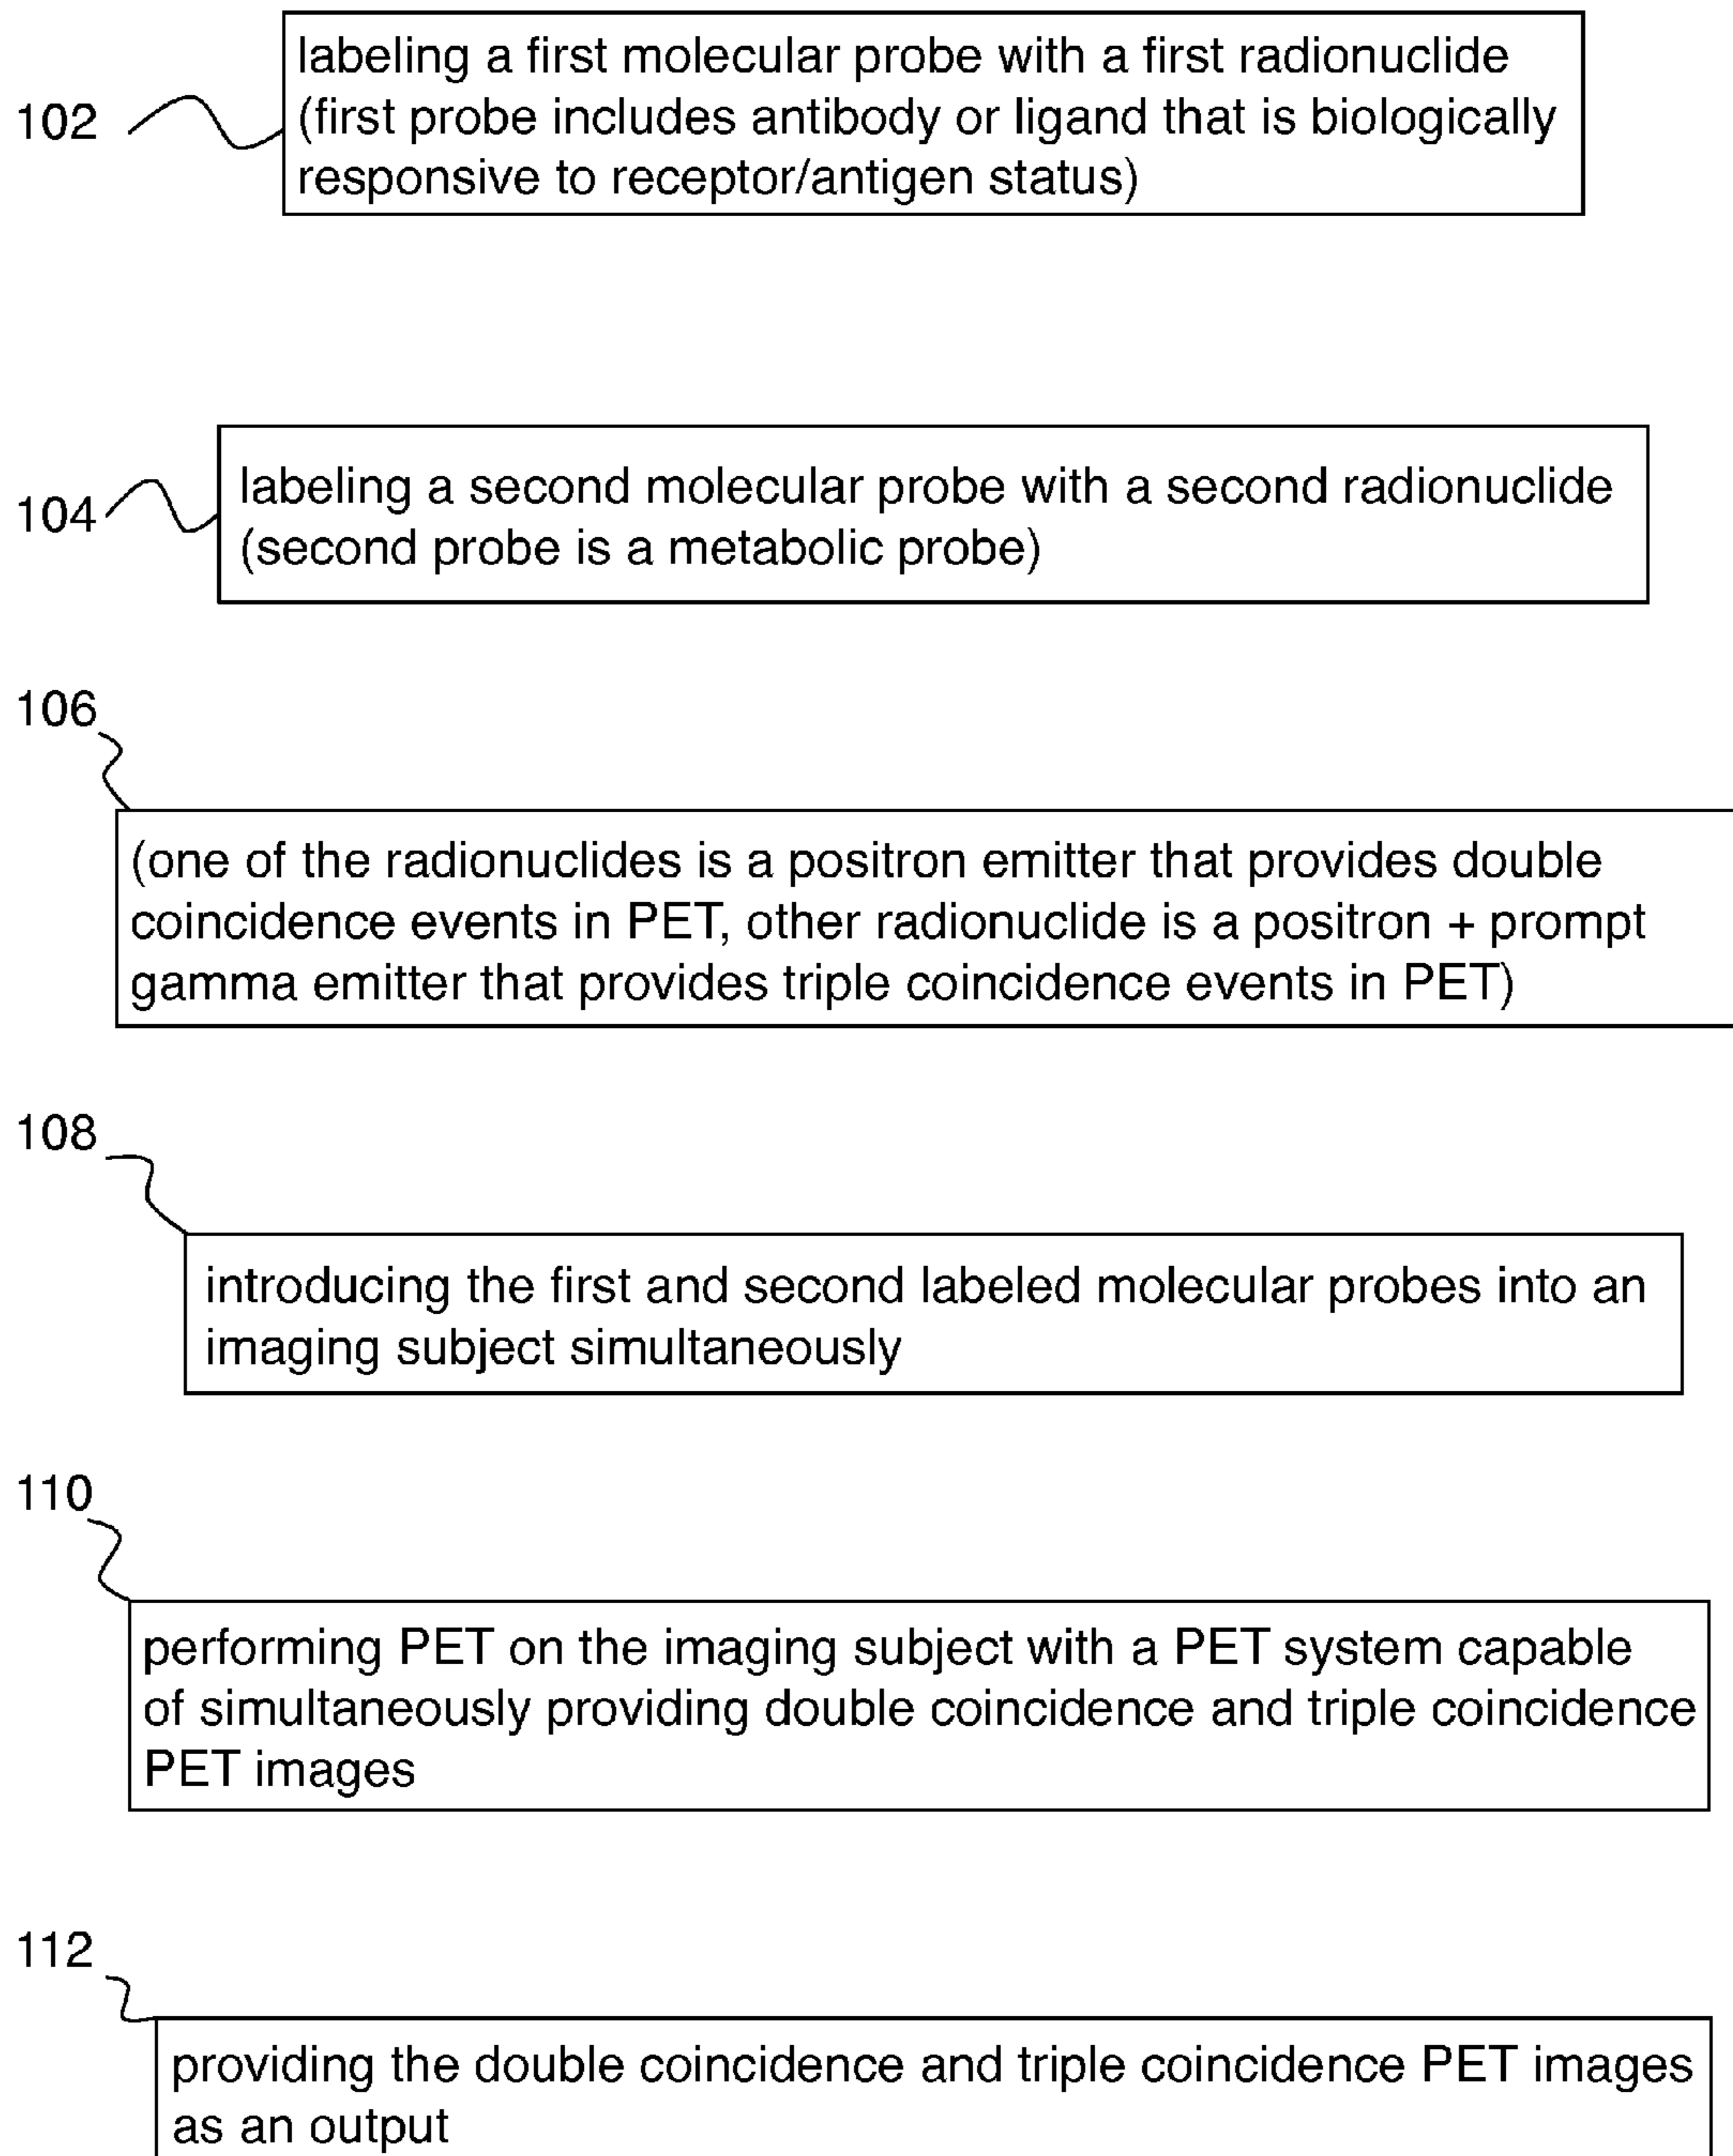 102
labeling a first molecular probe with a first radionuclide
(first probe includes antibody or ligand that is biologically
responsive to receptor/antigen status)
104
labeling a second molecular probe with a second radionuclide
(second probe is a metabolic probe)
106
(one of the radionuclides is a positron emitter that provides double
coincidence events in PET, other radionuclide is a positron + prompt
gamma emitter that provides triple coincidence events in PET)
108
introducing the first and second labeled molecular probes into an
imaging subject simultaneously
110
performing PET on the imaging subject with a PET system capable
of simultaneously providing double coincidence and triple coincidence
PET images
112
providing the double coincidence and triple coincidence PET images
as an output